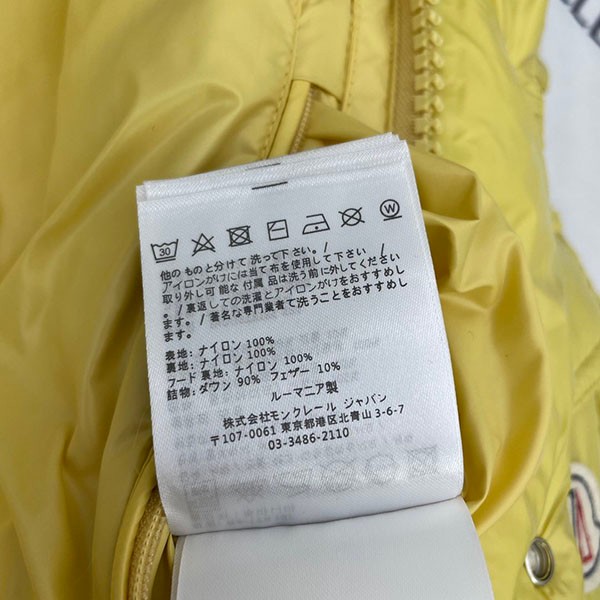 30
W
他のものと分けて洗って下さい。/
アイロンがけには当て布を使用して下さい。/
取り外し可能な付属品は洗う前に外してください
。/裏返しての洗濯とアイロンがけをおすすめし
ます。/著名な専門業者て洗うことをおすすめし
ます。
表地: ナイロン 100%
裏地: ナイロン 100%
フード 裏地: ナイロン 100%
詰物: ダウン 90% フェザー 10%
ルーマニア製
株式会社モンクレール ジャパン
〒107-0061 東京都港区北青山 3-6-7
03-3486-2110